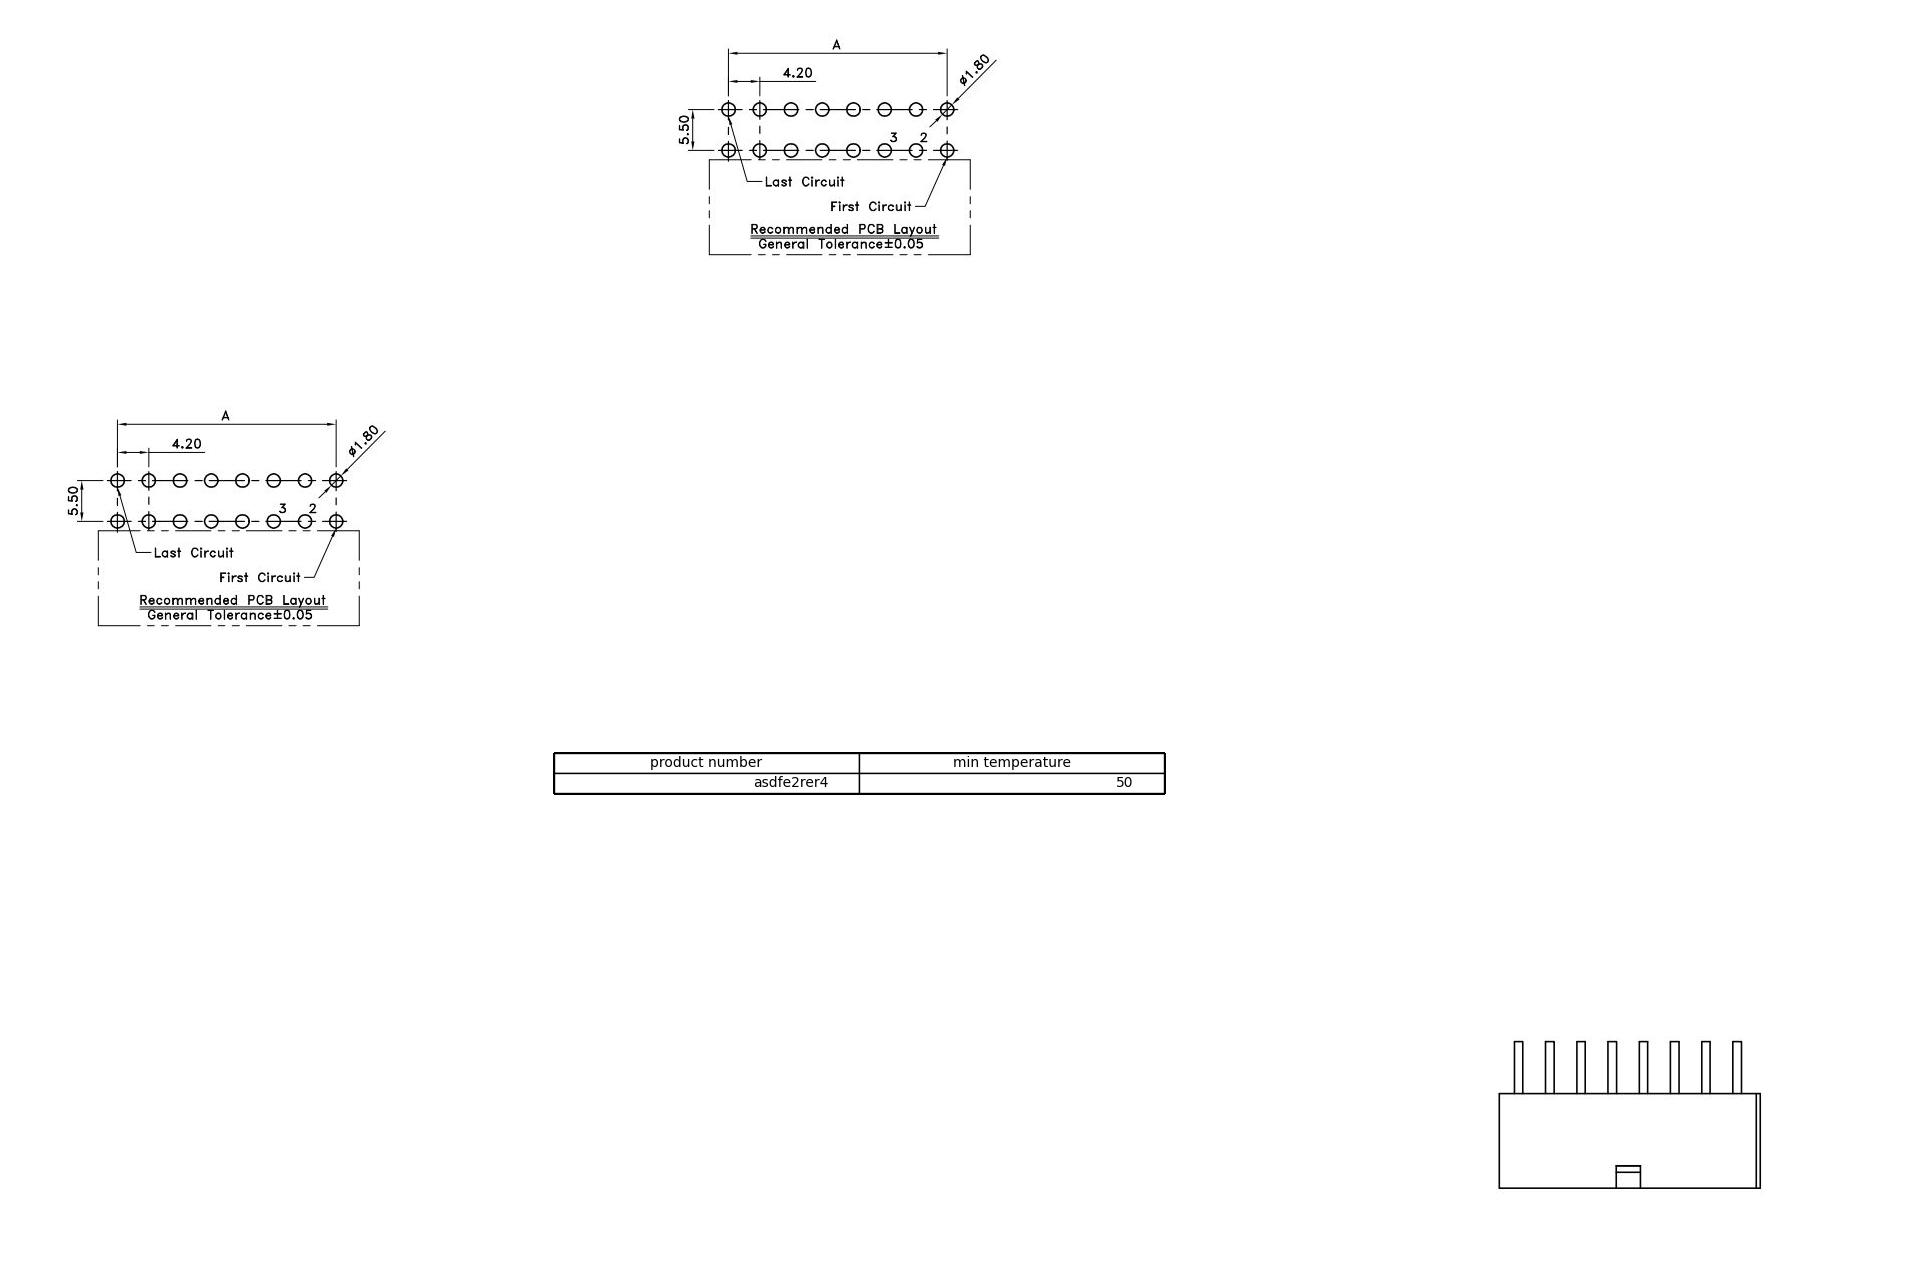 A
4.20
ø1.80
5.50
3 2
Last Circuit
First Circuit
Recommended PCB Layout
General Tolerance±0.05
A
4.20
ø1.80
5.50
3 2
Last Circuit
First Circuit
Recommended PCB Layout
General Tolerance±0.05
product number min temperature
asdfe2rer4 50